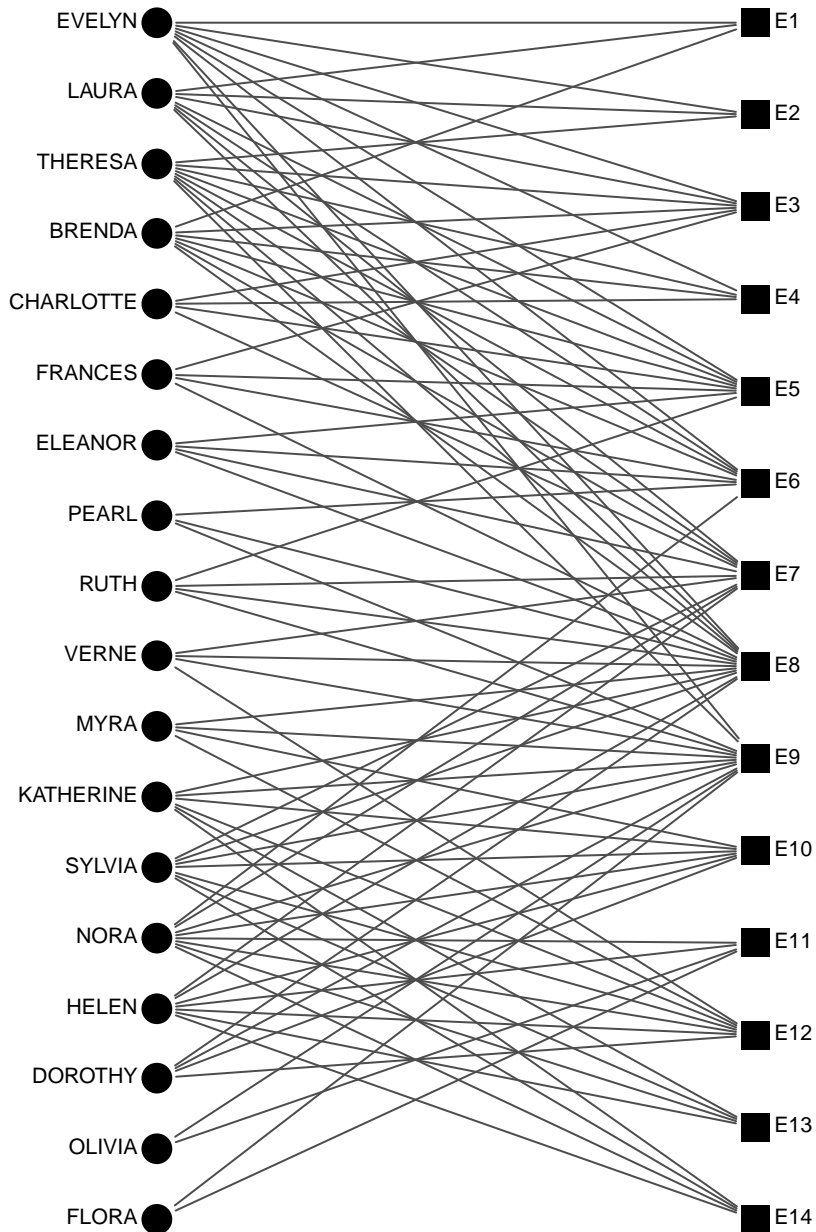 EVELYN
LAURA
THERESA
BRENDA
CHARLOTTE
FRANCES
ELEANOR
PEARL
RUTH
VERNE
MYRA
KATHERINE
SYLVIA
NORA
HELEN
DOROTHY
OLIVIA
FLORA
E1
E2
E3
E4
E5
E6
E7
E8
E9
E10
E11
E12
E13
E14